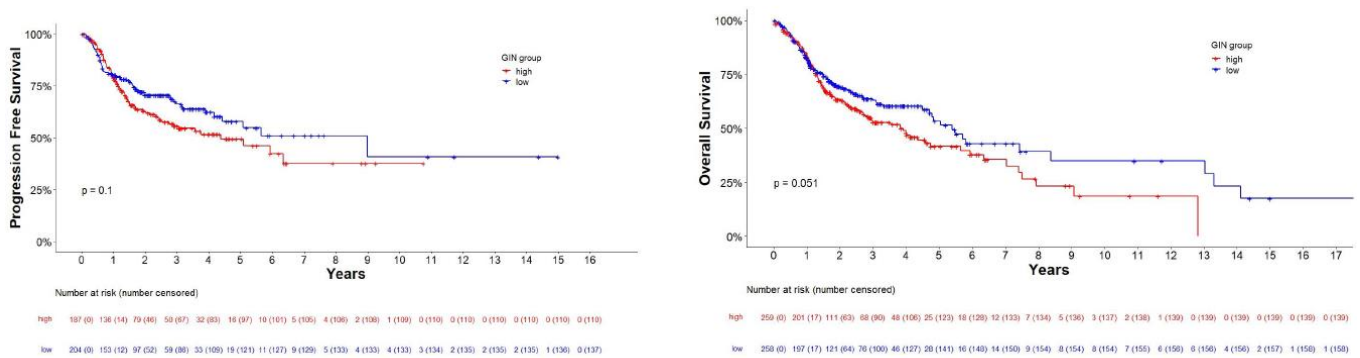 100%
75%
50%
25%
0%
Progression Free Survival
GIN group
high
low
p = 0.1
0 1 2 3 4 5 6 7 8 9 10 11 12 13 14 15 16
Years
Number at risk (number censored)
high 187 (0) 136 (14) 79 (46) 50 (67) 32 (83) 16 (97) 10 (101) 5 (105) 4 (106) 2 (108) 1 (109) 0 (110) 0 (110) 0 (110) 0 (110) 0 (110)
low 204 (0) 153 (12) 97 (52) 59 (86) 33 (109) 19 (121) 11 (127) 9 (129) 5 (133) 4 (133) 4 (133) 3 (134) 2 (135) 2 (135) 2 (135) 1 (136) 0 (137)
100%
75%
50%
25%
0%
Overall Survival
GIN group
high
low
p = 0.051
0 1 2 3 4 5 6 7 8 9 10 11 12 13 14 15 16 17
Years
Number at risk (number censored)
high 259 (0) 201 (17) 111 (63) 68 (90) 48 (106) 25 (123) 18 (128) 12 (133) 7 (134) 5 (136) 3 (137) 2 (138) 1 (139) 0 (139) 0 (139) 0 (139) 0 (139) 0 (139)
low 258 (0) 197 (17) 121 (64) 76 (100) 46 (127) 28 (141) 16 (148) 14 (150) 9 (154) 8 (154) 8 (154) 7 (155) 6 (156) 6 (156) 4 (156) 2 (157) 1 (158) 1 (158)